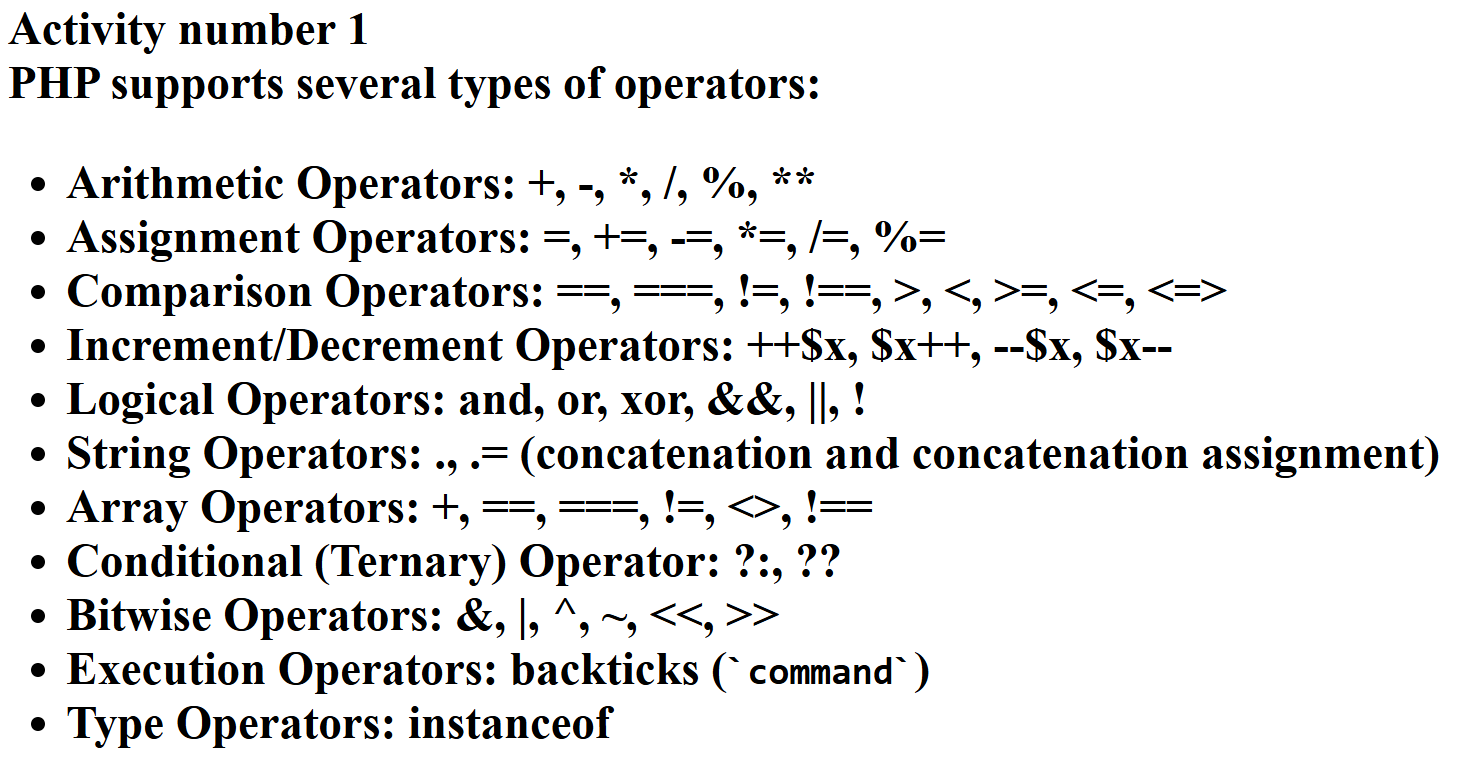 Activity number 1
PHP supports several types of operators:
• Arithmetic Operators: +, -, *, /, %, **
• Assignment Operators: =, +=, -=, *=, /=, %=
• Comparison Operators: ==, ===, !=, !==, >, <, >=, <=, <=>
• Increment/Decrement Operators: ++$x, $x++, --$x, $x--
• Logical Operators: and, or, xor, &&, ||, !
• String Operators: ., .= (concatenation and concatenation assignment)
• Array Operators: +, ==, ===, !=, <>, !==
• Conditional (Ternary) Operator: ?:, ??
• Bitwise Operators: &, |, ^, ~, <<, >>
• Execution Operators: backticks (`command`)
• Type Operators: instanceof